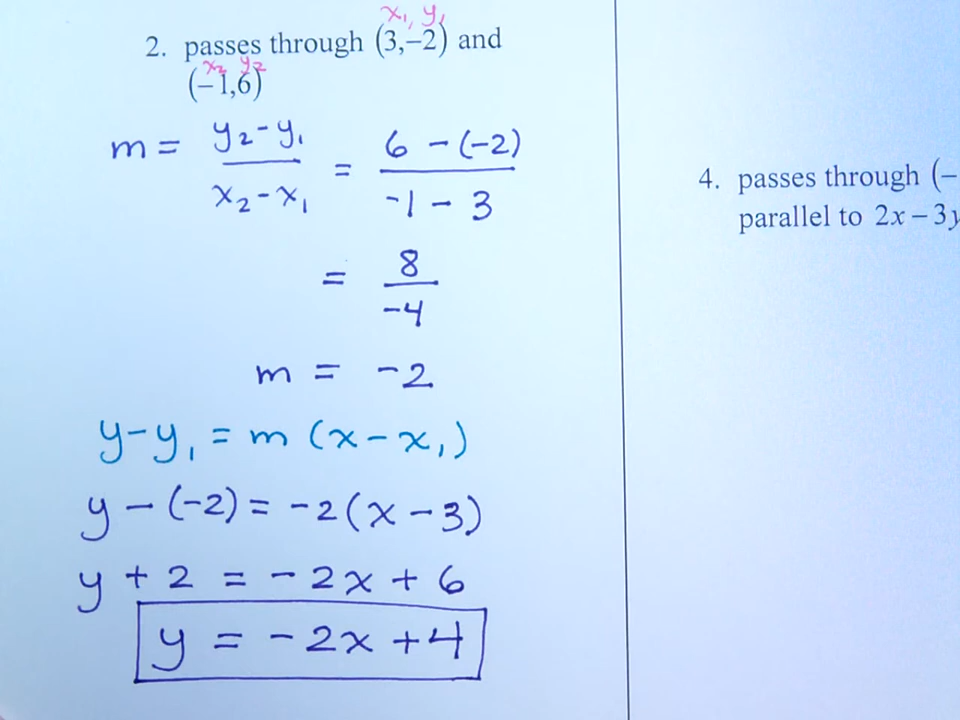 x₁, y₁
2. passes through (3,−2) and
x₂ y₂
(−1,6)
m = y₂-y₁ / x₂-x₁ = 6 - (-2) / -1 - 3
= 8 / -4
m = -2
y-y₁ = m (x-x₁)
y - (-2) = -2(x - 3)
y + 2 = - 2x + 6
y = - 2x + 4
4. passes through (−
parallel to 2x − 3y